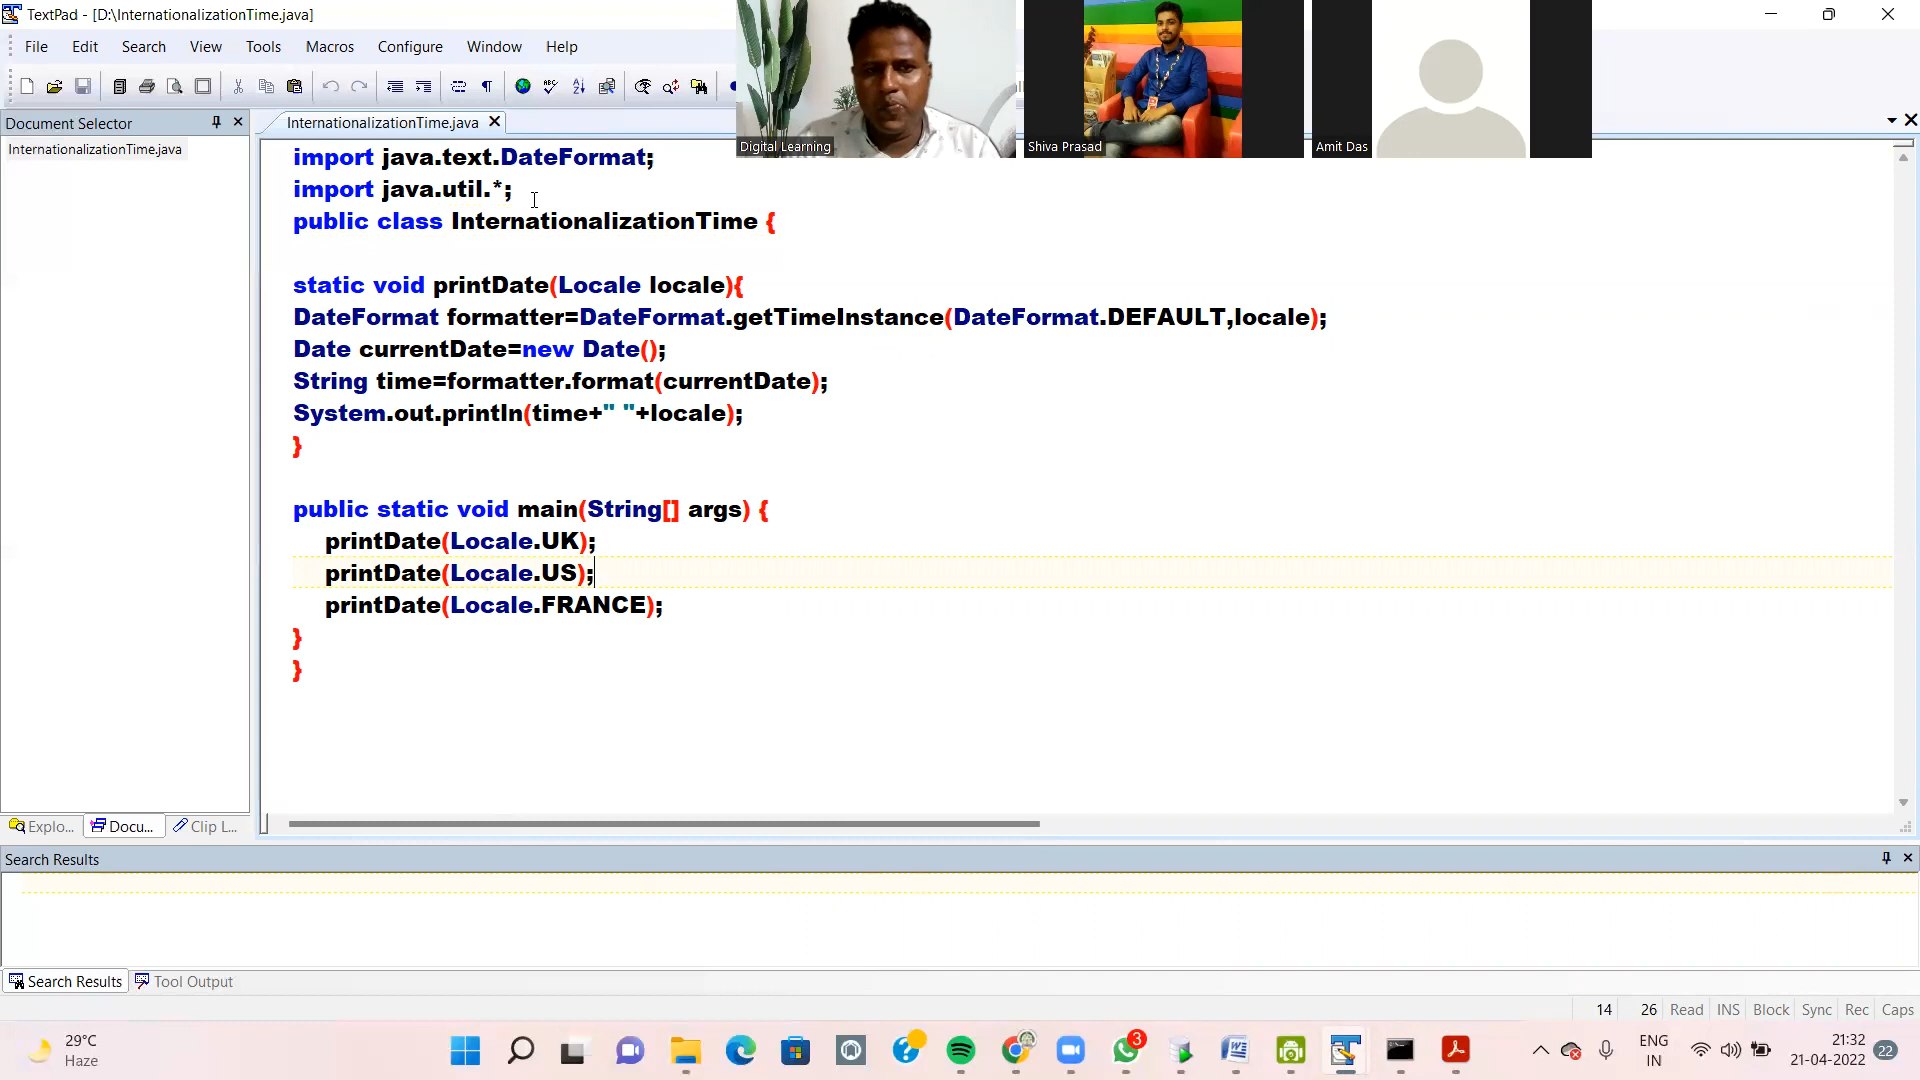 TextPad - [D:\InternationalizationTime.java]
File Edit Search View Tools Macros Configure Window Help
Digital Learning
Shiva Prasad
Amit Das
Document Selector
InternationalizationTime.java
InternationalizationTime.java
import java.text.DateFormat;
import java.util.*;
public class InternationalizationTime {
static void printDate(Locale locale){
DateFormat formatter=DateFormat.getTimeInstance(DateFormat.DEFAULT,locale);
Date currentDate=new Date();
String time=formatter.format(currentDate);
System.out.println(time+" "+locale);
}
public static void main(String[] args) {
printDate(Locale.UK);
printDate(Locale.US);
printDate(Locale.FRANCE);
}
}
Explo... Docu... Clip L...
Search Results
Search Results Tool Output
14 26 Read INS Block Sync Rec Caps
29°C
Haze
3
ENG
IN
21:32
21-04-2022
22